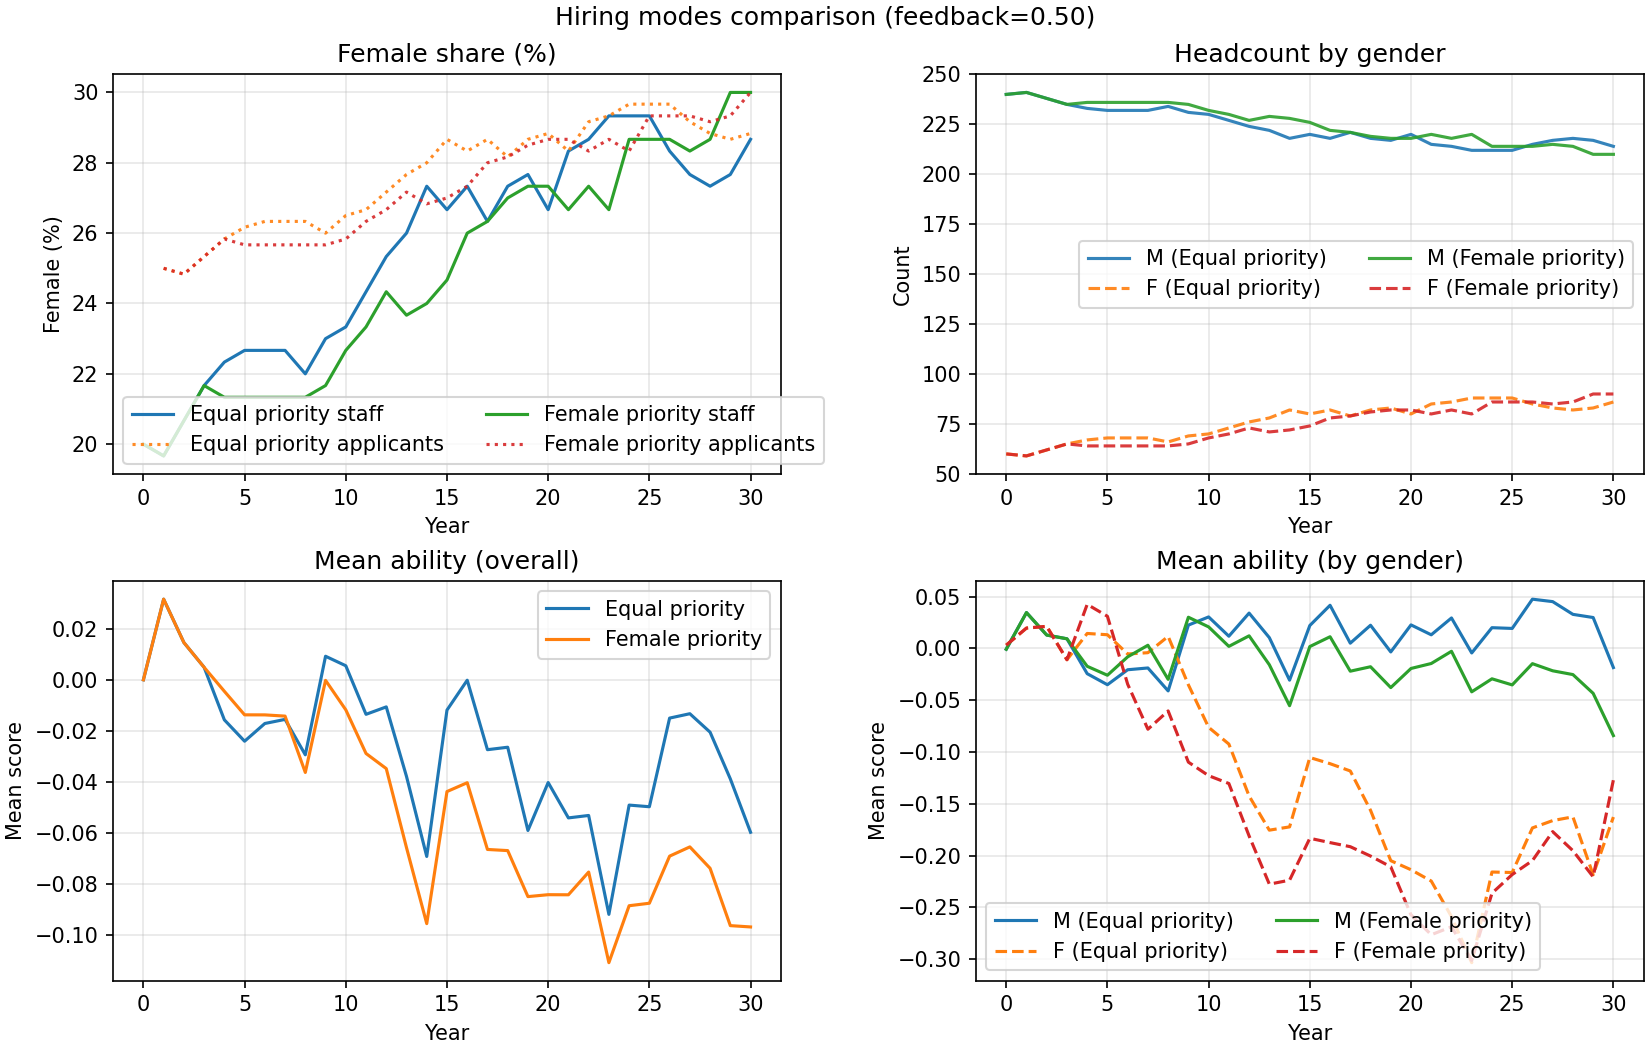 Hiring modes comparison (feedback=0.50)
Female share (%)
Female (%)
30
28
26
24
22
20
Equal priority staff
Equal priority applicants
Female priority staff
Female priority applicants
0 5 10 15 20 25 30
Year
Headcount by gender
Count
250
225
200
175
150
125
100
75
50
M (Equal priority)
F (Equal priority)
M (Female priority)
F (Female priority)
0 5 10 15 20 25 30
Year
Mean ability (overall)
Mean score
0.02
0.00
−0.02
−0.04
−0.06
−0.08
−0.10
Equal priority
Female priority
0 5 10 15 20 25 30
Year
Mean ability (by gender)
Mean score
0.05
0.00
−0.05
−0.10
−0.15
−0.20
−0.25
−0.30
M (Equal priority)
F (Equal priority)
M (Female priority)
F (Female priority)
0 5 10 15 20 25 30
Year